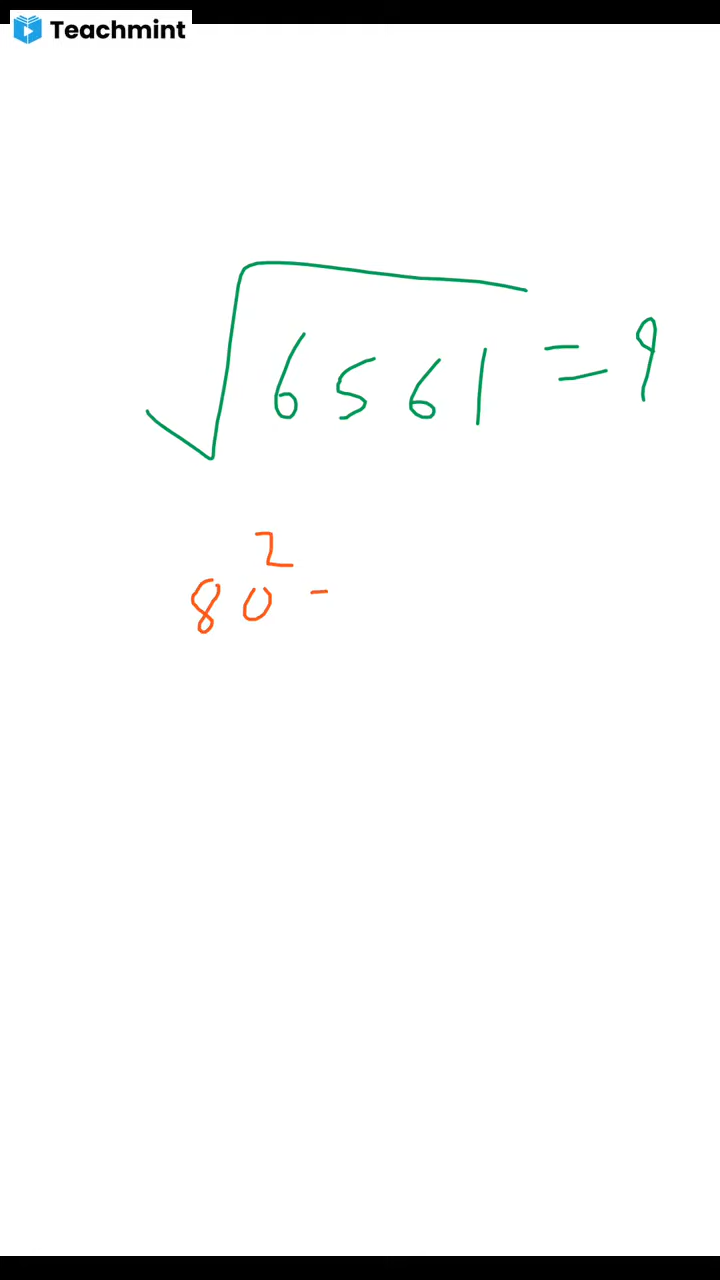 Teachmint
√6561 = 9
80² -